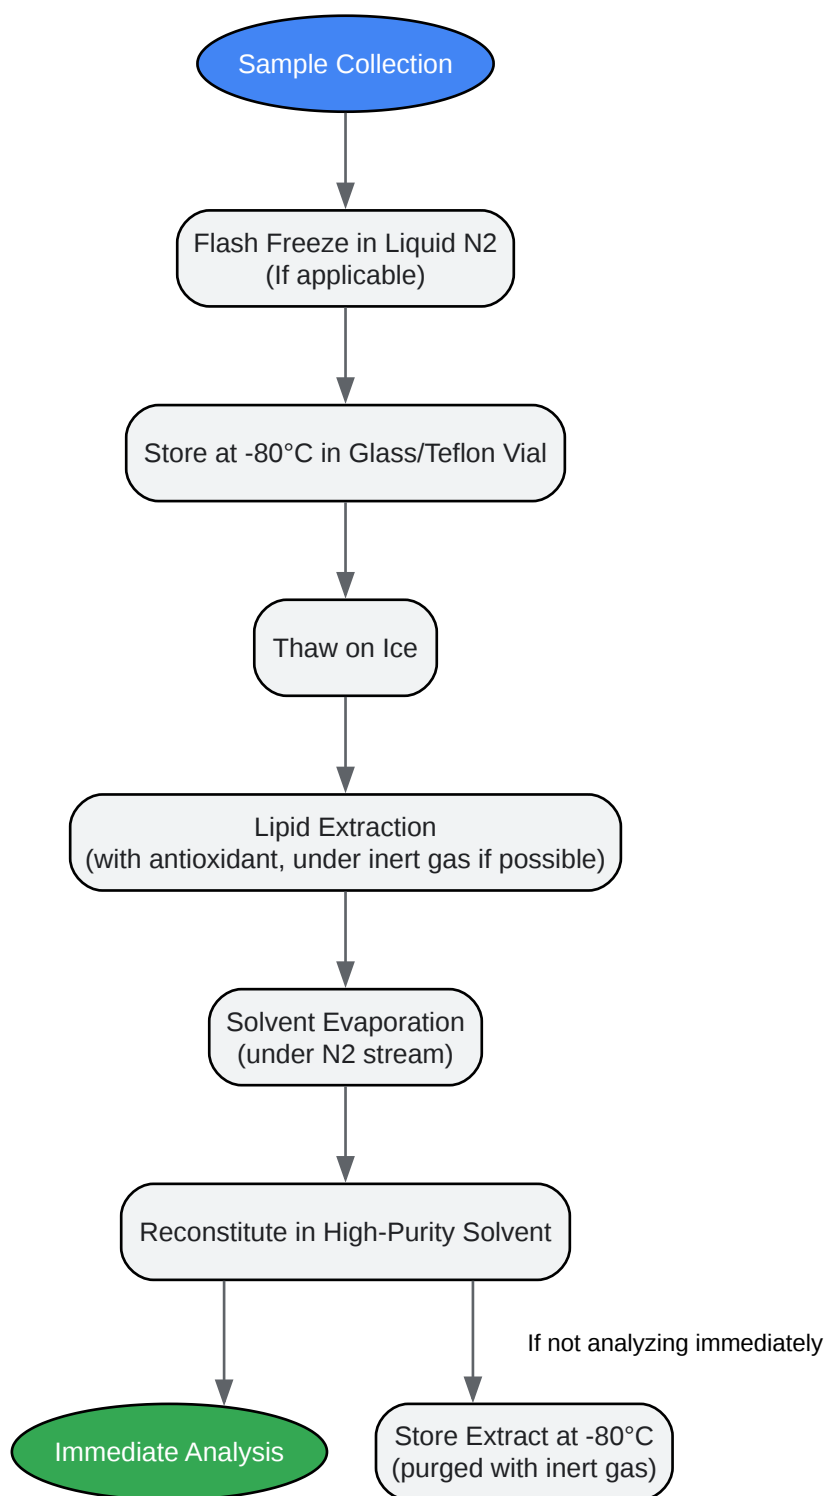 Sample Collection
Flash Freeze in Liquid N2
(If applicable)
Store at -80°C in Glass/Teflon Vial
Thaw on Ice
Lipid Extraction
(with antioxidant, under inert gas if possible)
Solvent Evaporation
(under N2 stream)
Reconstitute in High-Purity Solvent
If not analyzing immediately
Immediate Analysis
Store Extract at -80°C
(purged with inert gas)